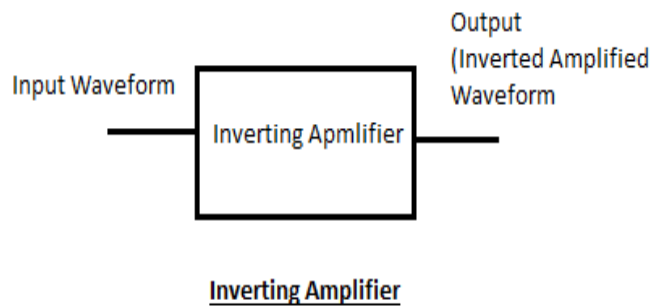 Input Waveform
Inverting Apmlifier
Output
(Inverted Amplified
Waveform
Inverting Amplifier